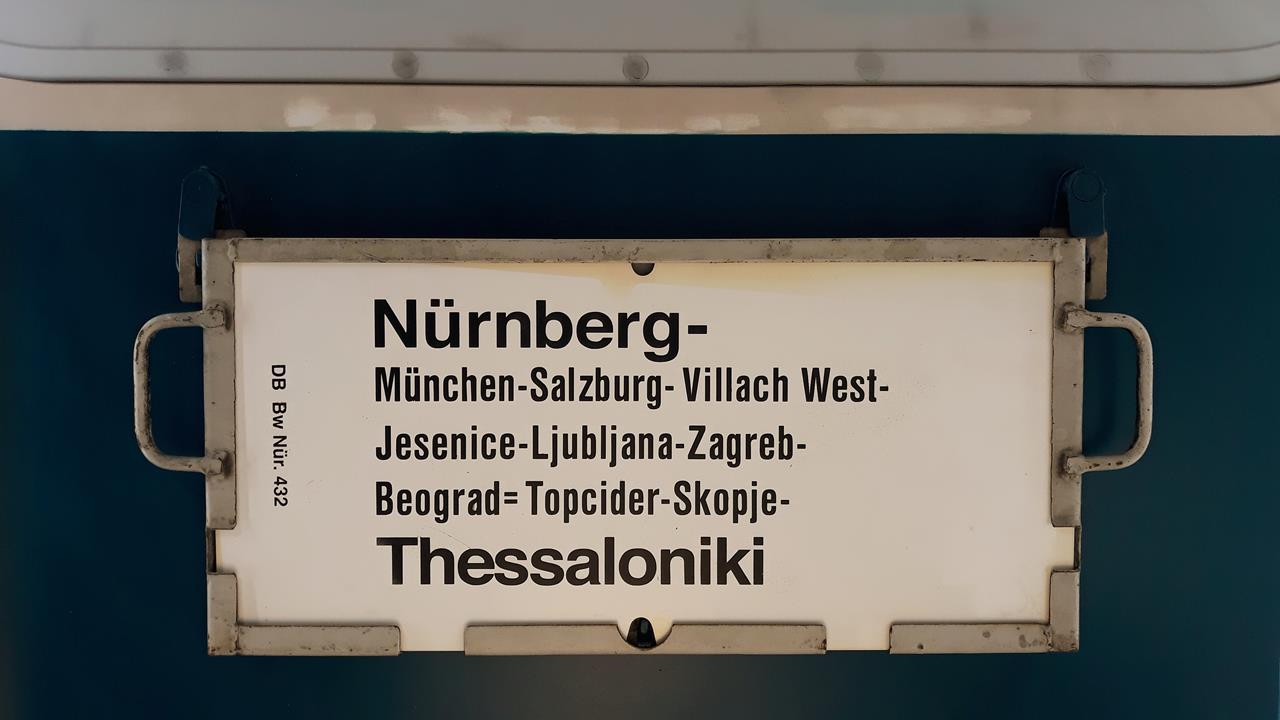 Nürnberg-
München-Salzburg-Villach West-
Jesenice-Ljubljana-Zagreb-
Beograd=Topcider-Skopje-
Thessaloniki
DB Bw Nür. 432